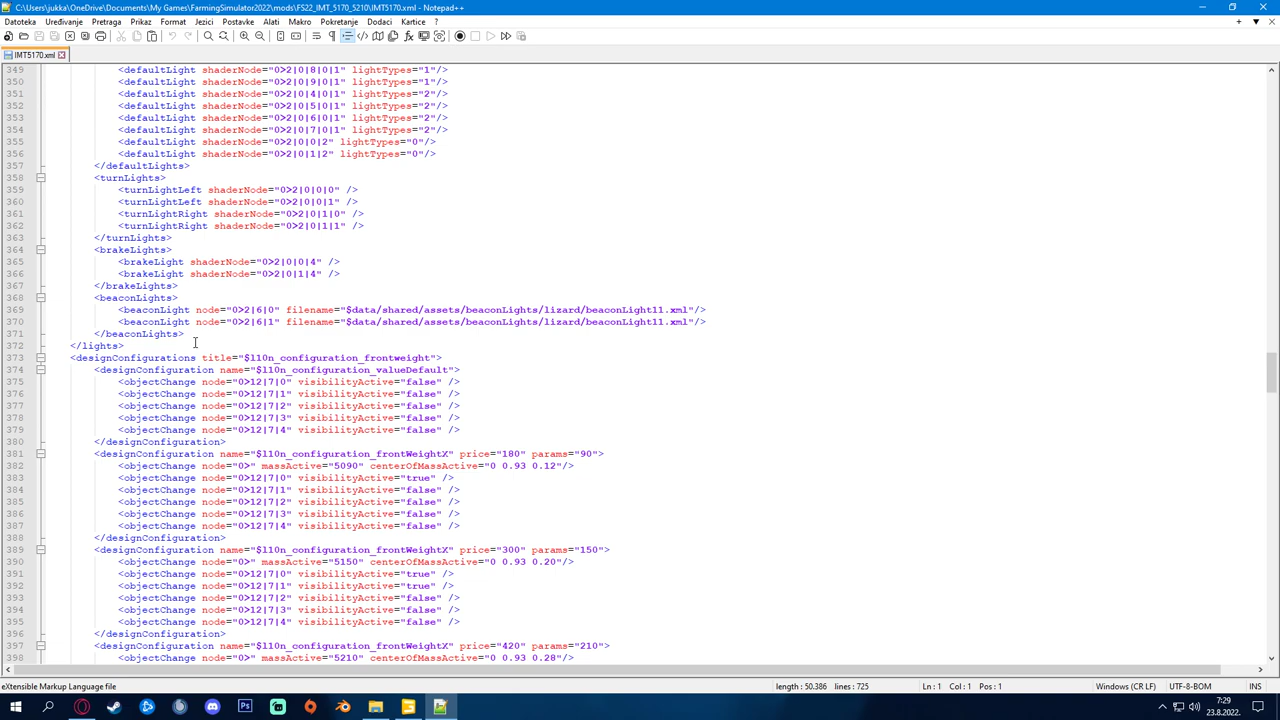 C:\Users\jukka\OneDrive\Documents\My Games\FarmingSimulator2022\mods\FS22_IMT_5170_5210\IMT5170.xml - Notepad++
Datoteka Uređivanje Pretraga Prikaz Format Jezici Postavke Alati Makro Pokretanje Dodaci Kartice ?
IMT5170.xml
349 <defaultLight shaderNode="0>2|0|8|0|1" lightTypes="1"/>
350 <defaultLight shaderNode="0>2|0|9|0|1" lightTypes="1"/>
351 <defaultLight shaderNode="0>2|0|4|0|1" lightTypes="2"/>
352 <defaultLight shaderNode="0>2|0|5|0|1" lightTypes="2"/>
353 <defaultLight shaderNode="0>2|0|6|0|1" lightTypes="2"/>
354 <defaultLight shaderNode="0>2|0|7|0|1" lightTypes="2"/>
355 <defaultLight shaderNode="0>2|0|0|2" lightTypes="0"/>
356 <defaultLight shaderNode="0>2|0|1|2" lightTypes="0"/>
357 </defaultLights>
358 <turnLights>
359 <turnLightLeft shaderNode="0>2|0|0|0" />
360 <turnLightLeft shaderNode="0>2|0|0|1" />
361 <turnLightRight shaderNode="0>2|0|1|0" />
362 <turnLightRight shaderNode="0>2|0|1|1" />
363 </turnLights>
364 <brakeLights>
365 <brakeLight shaderNode="0>2|0|0|4" />
366 <brakeLight shaderNode="0>2|0|1|4" />
367 </brakeLights>
368 <beaconLights>
369 <beaconLight node="0>2|6|0" filename="$data/shared/assets/beaconLights/lizard/beaconLight11.xml"/>
370 <beaconLight node="0>2|6|1" filename="$data/shared/assets/beaconLights/lizard/beaconLight11.xml"/>
371 </beaconLights>
372 </lights>
373 <designConfigurations title="$l10n_configuration_frontweight">
374 <designConfiguration name="$l10n_configuration_valueDefault">
375 <objectChange node="0>12|7|0" visibilityActive="false" />
376 <objectChange node="0>12|7|1" visibilityActive="false" />
377 <objectChange node="0>12|7|2" visibilityActive="false" />
378 <objectChange node="0>12|7|3" visibilityActive="false" />
379 <objectChange node="0>12|7|4" visibilityActive="false" />
380 </designConfiguration>
381 <designConfiguration name="$l10n_configuration_frontWeightX" price="180" params="90">
382 <objectChange node="0>" massActive="5090" centerOfMassActive="0 0.93 0.12"/>
383 <objectChange node="0>12|7|0" visibilityActive="true" />
384 <objectChange node="0>12|7|1" visibilityActive="false" />
385 <objectChange node="0>12|7|2" visibilityActive="false" />
386 <objectChange node="0>12|7|3" visibilityActive="false" />
387 <objectChange node="0>12|7|4" visibilityActive="false" />
388 </designConfiguration>
389 <designConfiguration name="$l10n_configuration_frontWeightX" price="300" params="150">
390 <objectChange node="0>" massActive="5150" centerOfMassActive="0 0.93 0.20"/>
391 <objectChange node="0>12|7|0" visibilityActive="true" />
392 <objectChange node="0>12|7|1" visibilityActive="true" />
393 <objectChange node="0>12|7|2" visibilityActive="false" />
394 <objectChange node="0>12|7|3" visibilityActive="false" />
395 <objectChange node="0>12|7|4" visibilityActive="false" />
396 </designConfiguration>
397 <designConfiguration name="$l10n_configuration_frontWeightX" price="420" params="210">
398 <objectChange node="0>" massActive="5210" centerOfMassActive="0 0.93 0.28"/>
eXtensible Markup Language file length : 50.386 lines : 725 Ln : 1 Col : 1 Pos : 1 Windows (CR LF) UTF-8-BOM INS
7:29
23.8.2022.